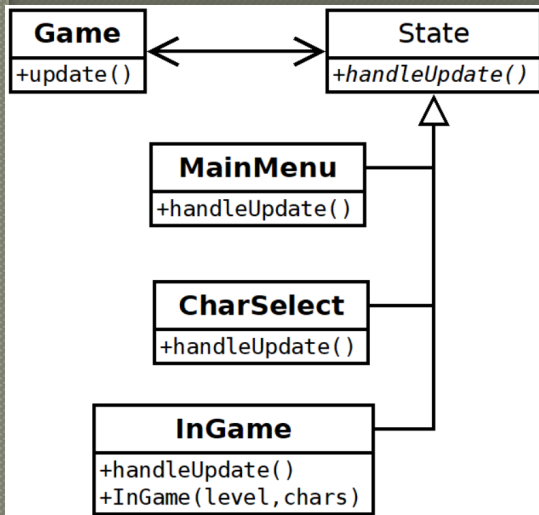 Game
+update()
State
+handleUpdate()
MainMenu
+handleUpdate()
CharSelect
+handleUpdate()
InGame
+handleUpdate()
+InGame(level,chars)